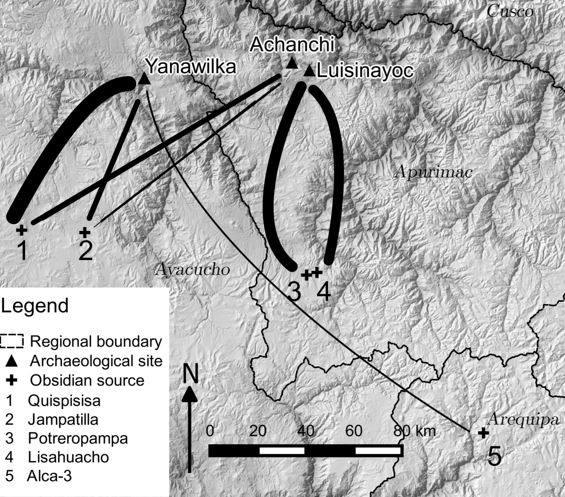 Cusco
Achanchi
Yanawilka
Luisinayoc
Apurimac
1
2
Ayacucho
3
4
Legend
Regional boundary
Archaeological site
Obsidian source
1 Quispisisa
2 Jampatilla
3 Potreropampa
4 Lisahuacho
5 Alca-3
N
0 20 40 60 80 km
Arequipa
5